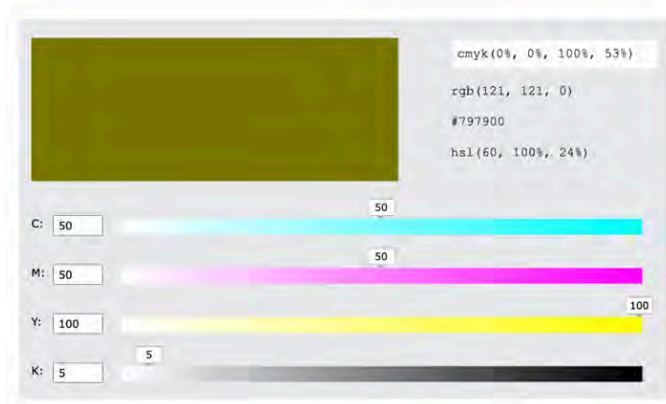 cmyk(0%, 0%, 100%, 53%)
rgb(121, 121, 0)
#797900
hsl(60, 100%, 24%)
50
C: 50
50
M: 50
100
Y: 100
5
K: 5